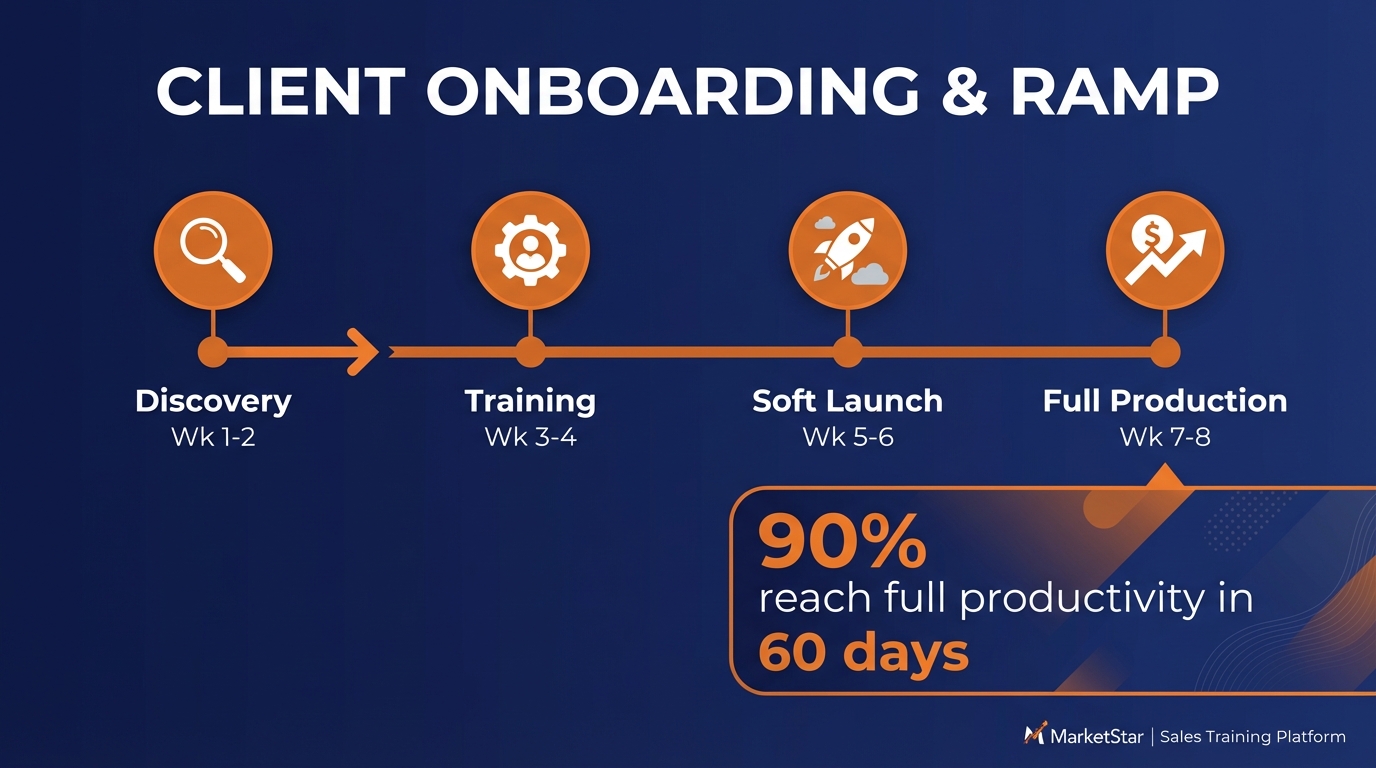 CLIENT ONBOARDING & RAMP
$
Discovery
Wk 1-2
Training
Wk 3-4
Soft Launch
Wk 5-6
Full Production
Wk 7-8
90%
reach full productivity in
60 days
MarketStar | Sales Training Platform